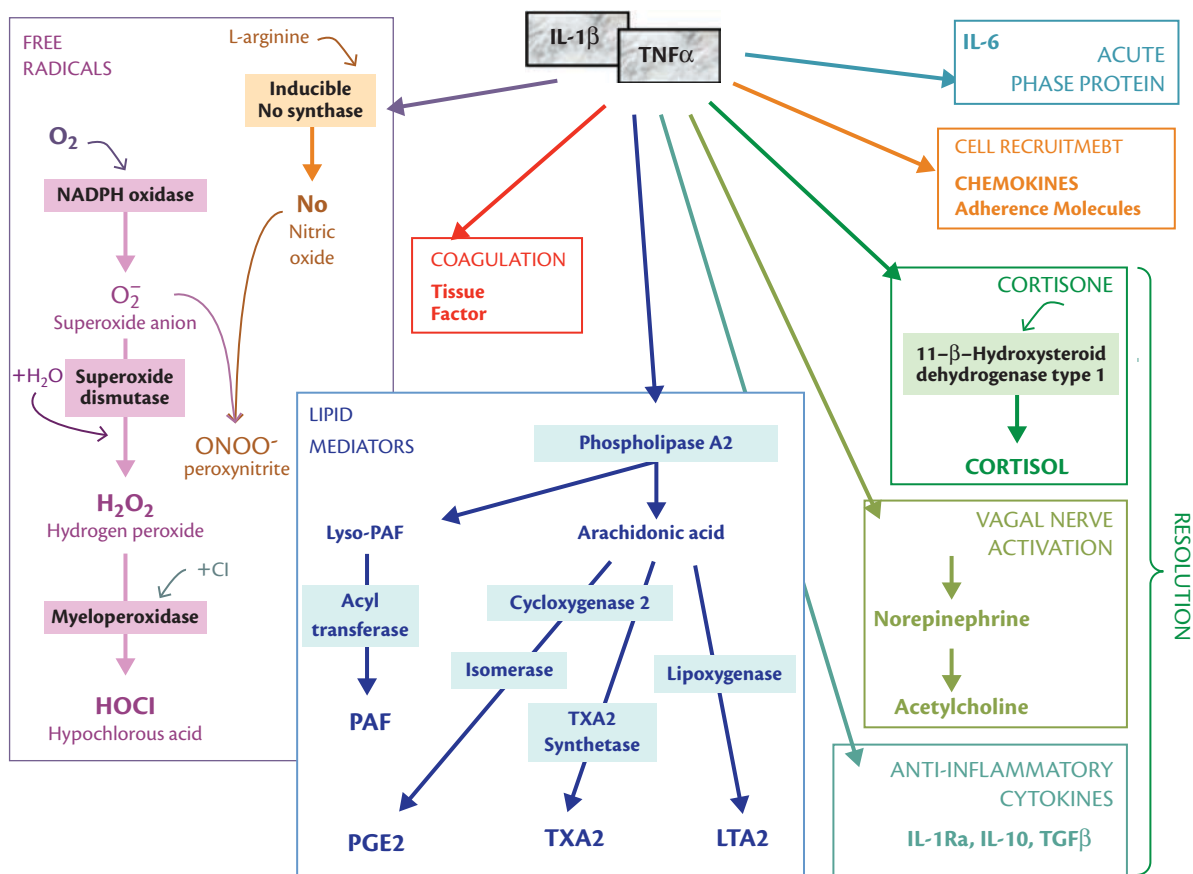 IL-1β
TNFα
FREE
RADICALS
L-arginine
Inducible
No synthase
O₂
NADPH oxidase
No
Nitric
oxide
O₂⁻
Superoxide anion
+H₂O
Superoxide
dismutase
ONOO⁻
peroxynitrite
H₂O₂
Hydrogen peroxide
+Cl
Myeloperoxidase
HOCl
Hypochlorous acid
COAGULATION
Tissue
Factor
LIPID
MEDIATORS
Phospholipase A2
Lyso-PAF
Arachidonic acid
Acyl
transferase
Cycloxygenase 2
Isomerase
Lipoxygenase
TXA2
Synthetase
PAF
PGE2
TXA2
LTA2
IL-6
ACUTE
PHASE PROTEIN
CELL RECRUITMEBT
CHEMOKINES
Adherence Molecules
CORTISONE
11-β-Hydroxysteroid
dehydrogenase type 1
CORTISOL
VAGAL NERVE
ACTIVATION
Norepinephrine
Acetylcholine
ANTI-INFLAMMATORY
CYTOKINES
IL-1Ra, IL-10, TGFβ
RESOLUTION